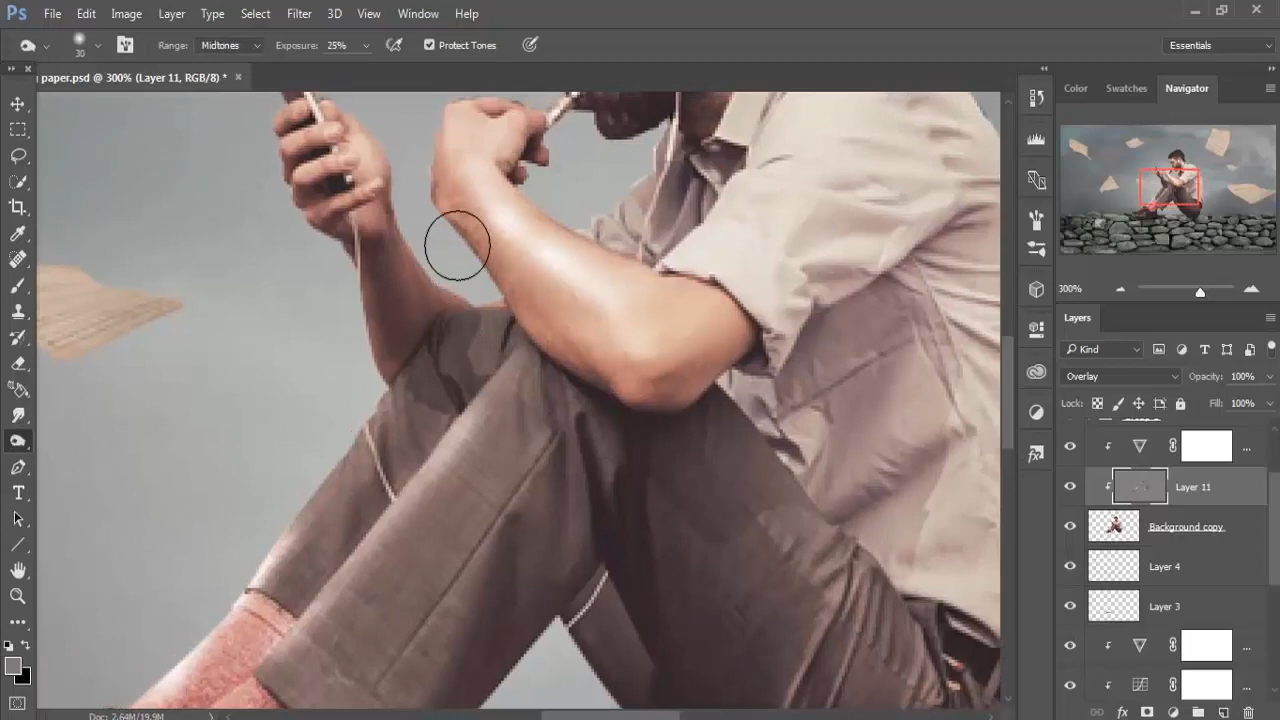 Ps File Edit Image Layer Type Select Filter 3D View Window Help
30 Range: Midtones Exposure: 25% Protect Tones Essentials
paper.psd @ 300% (Layer 11, RGB/8) *
Color Swatches Navigator
300%
Layers
Kind
Overlay Opacity: 100%
Lock: Fill: 100%
...
Layer 11
Background copy
Layer 4
Layer 3
...
...
Doc: 2.64M/19.9M
fx